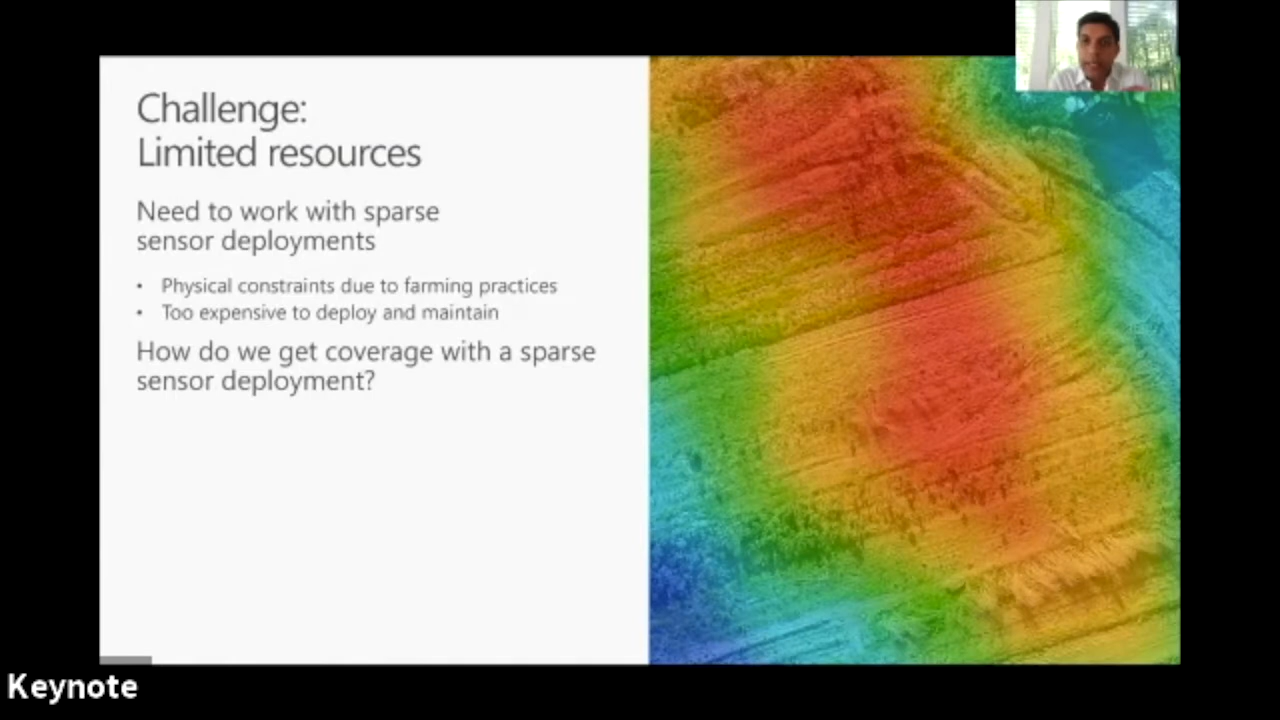 Challenge:
Limited resources
Need to work with sparse
sensor deployments
• Physical constraints due to farming practices
• Too expensive to deploy and maintain
How do we get coverage with a sparse
sensor deployment?
Keynote